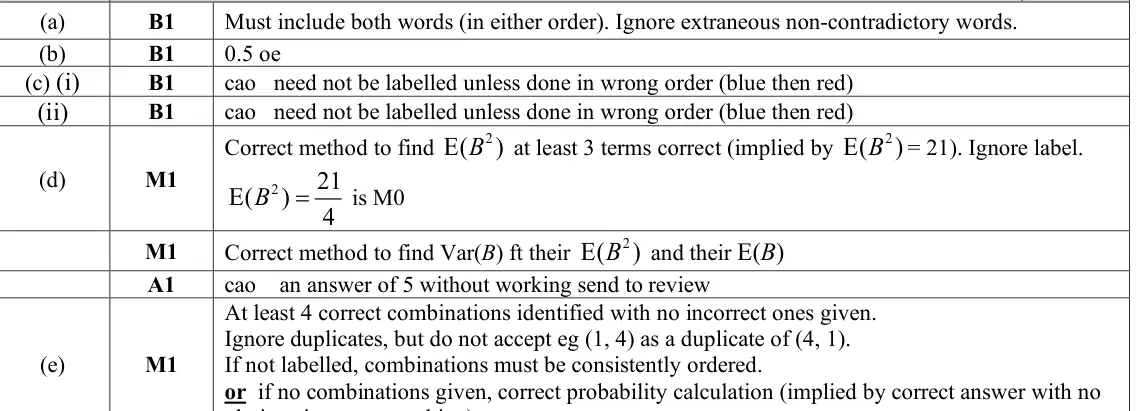 (a) B1 Must include both words (in either order). Ignore extraneous non-contradictory words.
(b) B1 0.5 oe
(c) (i) B1 cao need not be labelled unless done in wrong order (blue then red)
(ii) B1 cao need not be labelled unless done in wrong order (blue then red)
(d) M1 Correct method to find E(B²) at least 3 terms correct (implied by E(B²) = 21). Ignore label.
E(B²) = 21/4 is M0
M1 Correct method to find Var(B) ft their E(B²) and their E(B)
A1 cao an answer of 5 without working send to review
(e) M1 At least 4 correct combinations identified with no incorrect ones given.
Ignore duplicates, but do not accept eg (1, 4) as a duplicate of (4, 1).
If not labelled, combinations must be consistently ordered.
or if no combinations given, correct probability calculation (implied by correct answer with no